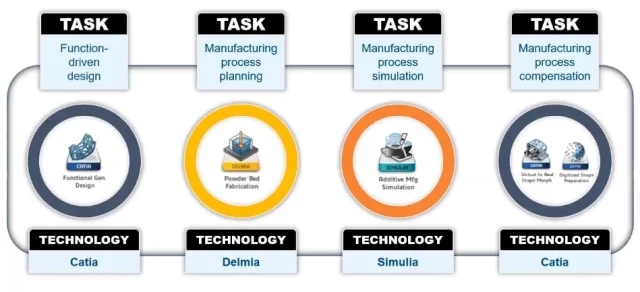 TASK
Function-
driven
design
TASK
Manufacturing
process
planning
TASK
Manufacturing
process
simulation
TASK
Manufacturing
process
compensation
CATIA
Functional Gen.
Design
DELMIA
Powder Bed
Fabrication
SIMULIA
Additive Mfg
Simulation
CATIA
Virtual to Real
Shape Morph
CATIA
Digitized Shape
Preparation
TECHNOLOGY
Catia
TECHNOLOGY
Delmia
TECHNOLOGY
Simulia
TECHNOLOGY
Catia